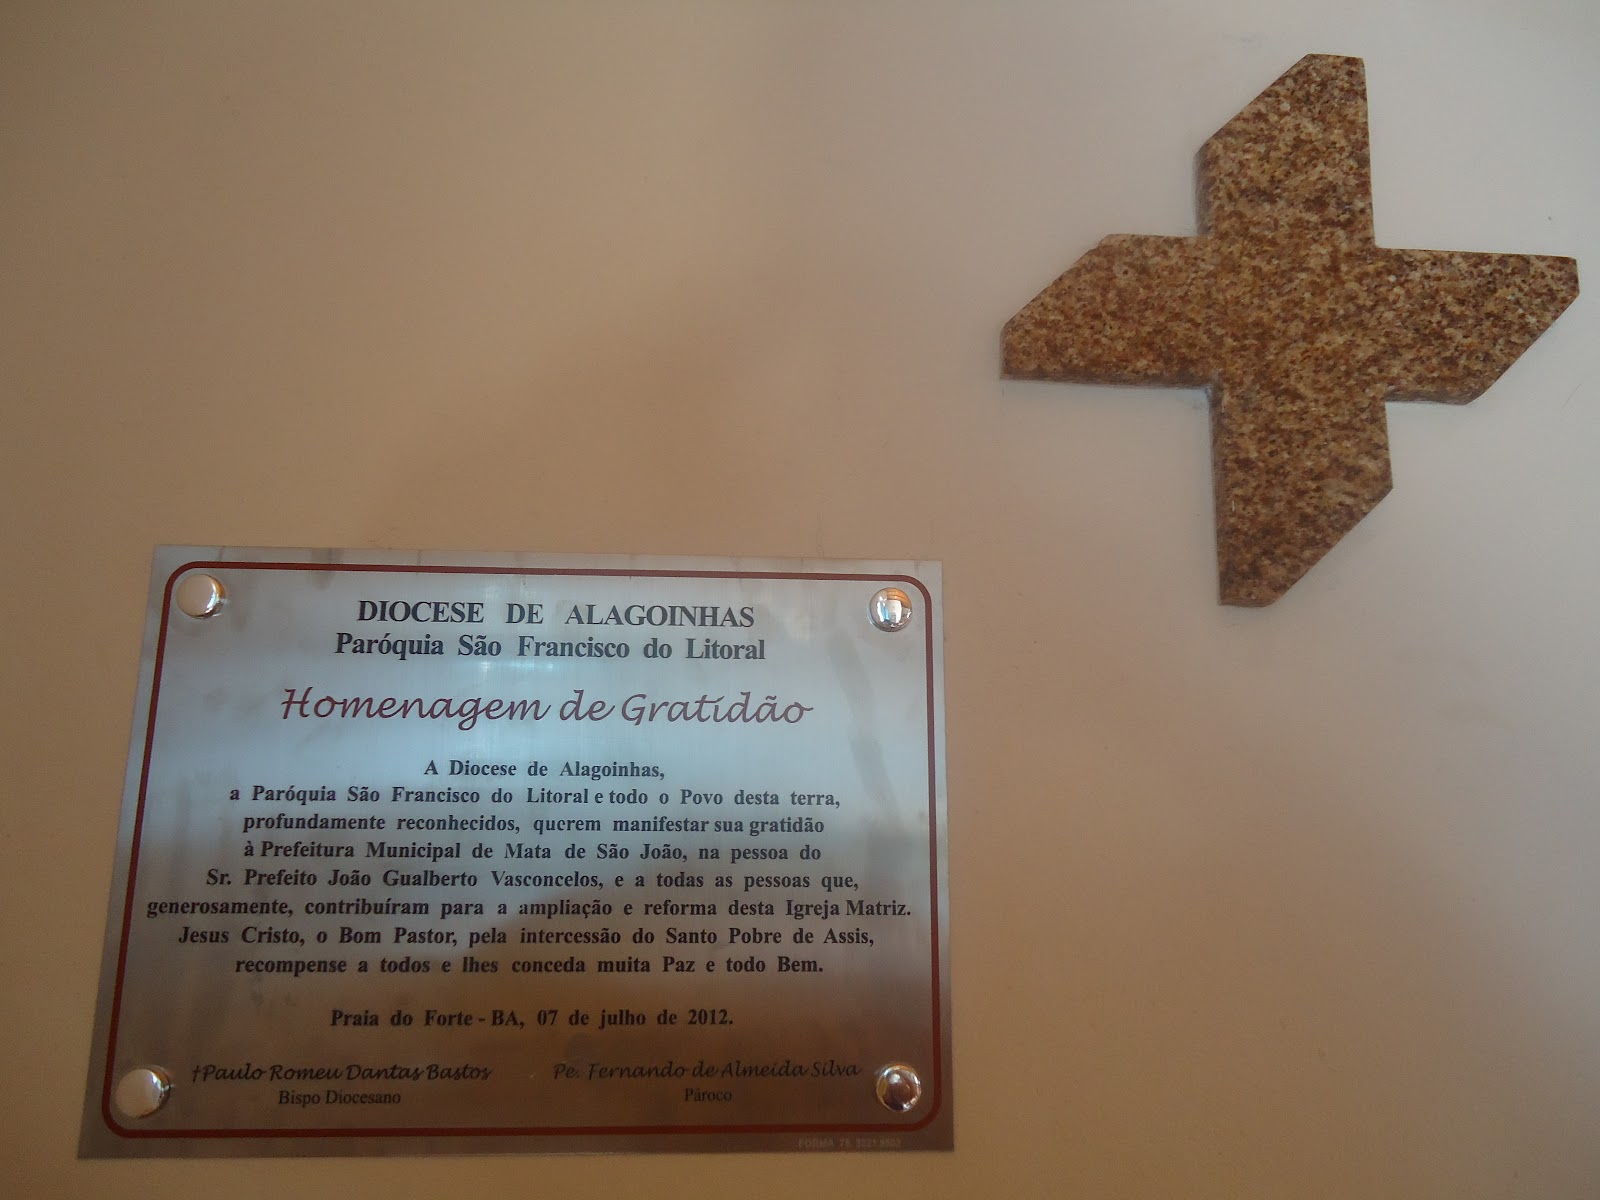 DIOCESE DE ALAGOINHAS
Paróquia São Francisco do Litoral
Homenagem de Gratidão
A Diocese de Alagoinhas,
a Paróquia São Francisco do Litoral e todo o Povo desta terra,
profundamente reconhecidos, querem manifestar sua gratidão
à Prefeitura Municipal de Mata de São João, na pessoa do
Sr. Prefeito João Gualberto Vasconcelos, e a todas as pessoas que,
generosamente, contribuíram para a ampliação e reforma desta Igreja Matriz.
Jesus Cristo, o Bom Pastor, pela intercessão do Santo Pobre de Assis,
recompense a todos e lhes conceda muita Paz e todo Bem.
Praia do Forte - BA, 07 de julho de 2012.
†Paulo Romeu Dantas Bastos Pe. Fernando de Almeida Silva
Bispo Diocesano Pároco
FORMA 75